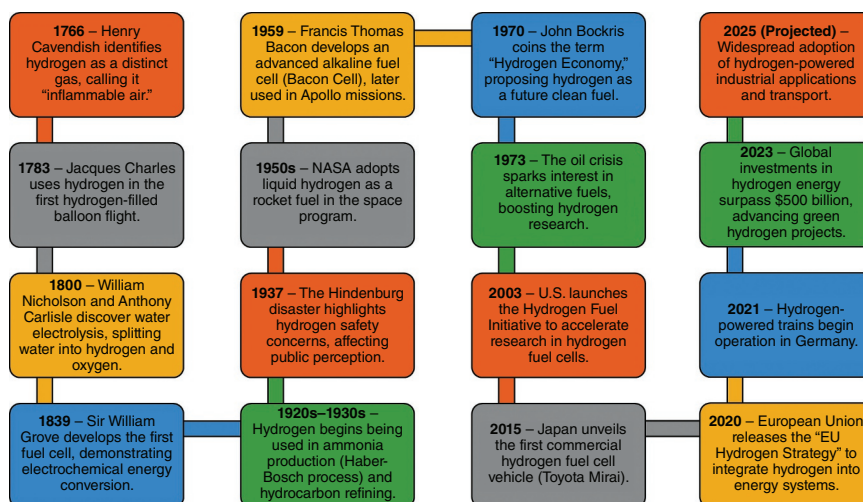 1766 – Henry
Cavendish identifies
hydrogen as a distinct
gas, calling it
“inflammable air.”
1783 – Jacques Charles
uses hydrogen in the
first hydrogen-filled
balloon flight.
1800 – William
Nicholson and Anthony
Carlisle discover water
electrolysis, splitting
water into hydrogen and
oxygen.
1839 – Sir William
Grove develops the first
fuel cell, demonstrating
electrochemical energy
conversion.
1920s–1930s –
Hydrogen begins being
used in ammonia
production (Haber-
Bosch process) and
hydrocarbon refining.
1937 – The Hindenburg
disaster highlights
hydrogen safety
concerns, affecting
public perception.
1950s – NASA adopts
liquid hydrogen as a
rocket fuel in the space
program.
1959 – Francis Thomas
Bacon develops an
advanced alkaline fuel
cell (Bacon Cell), later
used in Apollo missions.
1970 – John Bockris
coins the term
“Hydrogen Economy,”
proposing hydrogen as
a future clean fuel.
1973 – The oil crisis
sparks interest in
alternative fuels,
boosting hydrogen
research.
2003 – U.S. launches
the Hydrogen Fuel
Initiative to accelerate
research in hydrogen
fuel cells.
2015 – Japan unveils
the first commercial
hydrogen fuel cell
vehicle (Toyota Mirai).
2020 – European Union
releases the “EU
Hydrogen Strategy” to
integrate hydrogen into
energy systems.
2021 – Hydrogen-
powered trains begin
operation in Germany.
2023 – Global
investments in
hydrogen energy
surpass $500 billion,
advancing green
hydrogen projects.
2025 (Projected) –
Widespread adoption
of hydrogen-powered
industrial applications
and transport.